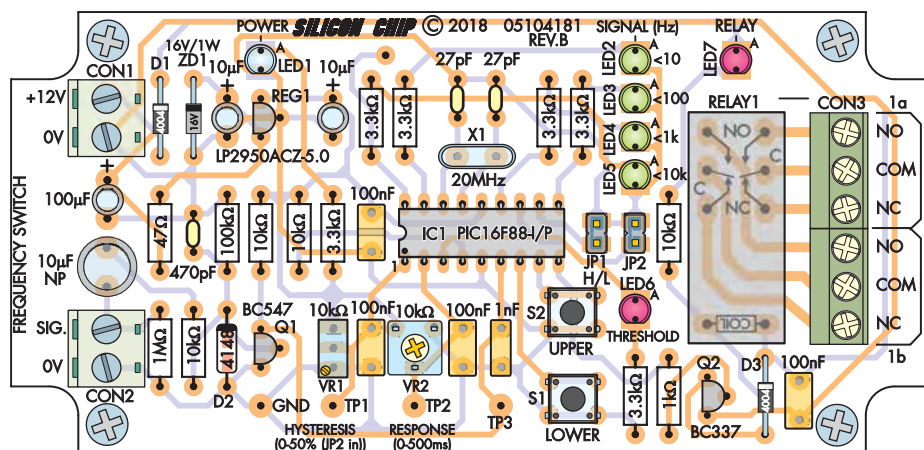 POWER
SILICON CHIP © 2018 05104181
REV.B
SIGNAL (Hz)
RELAY
16V/1W
ZD1
D1
CON1
+12V
0V
4004
16V
10µF
+
A
LED1
REG1
10µF
+
LP2950ACZ-5.0
27pF 27pF
3.3kΩ
3.3kΩ
X1
20MHz
3.3kΩ
3.3kΩ
LED2
A
<10
LED3
A
<100
LED4
A
<1k
LED5
A
<10k
LED7
A
RELAY1
NO
C
C
NC
COIL
CON3
1a
NO
COM
NC
NO
COM
NC
1b
FREQUENCY SWITCH
+
100µF
10µF
NP
47Ω
470pF
100kΩ
10kΩ
10kΩ
3.3kΩ
100nF
IC1 PIC16F88-I/P
1
JP1
H/L
JP2
10kΩ
LED6
A
THRESHOLD
SIG.
0V
CON2
1MΩ
10kΩ
4148
D2
BC547
Q1
GND
10kΩ
VR1
100nF
TP1
10kΩ
VR2
TP2
100nF
1nF
TP3
HYSTERESIS
(0-50% (JP2 in))
RESPONSE
(0-500ms)
S2
UPPER
S1
LOWER
3.3kΩ
1kΩ
Q2
BC337
D3
4004
100nF